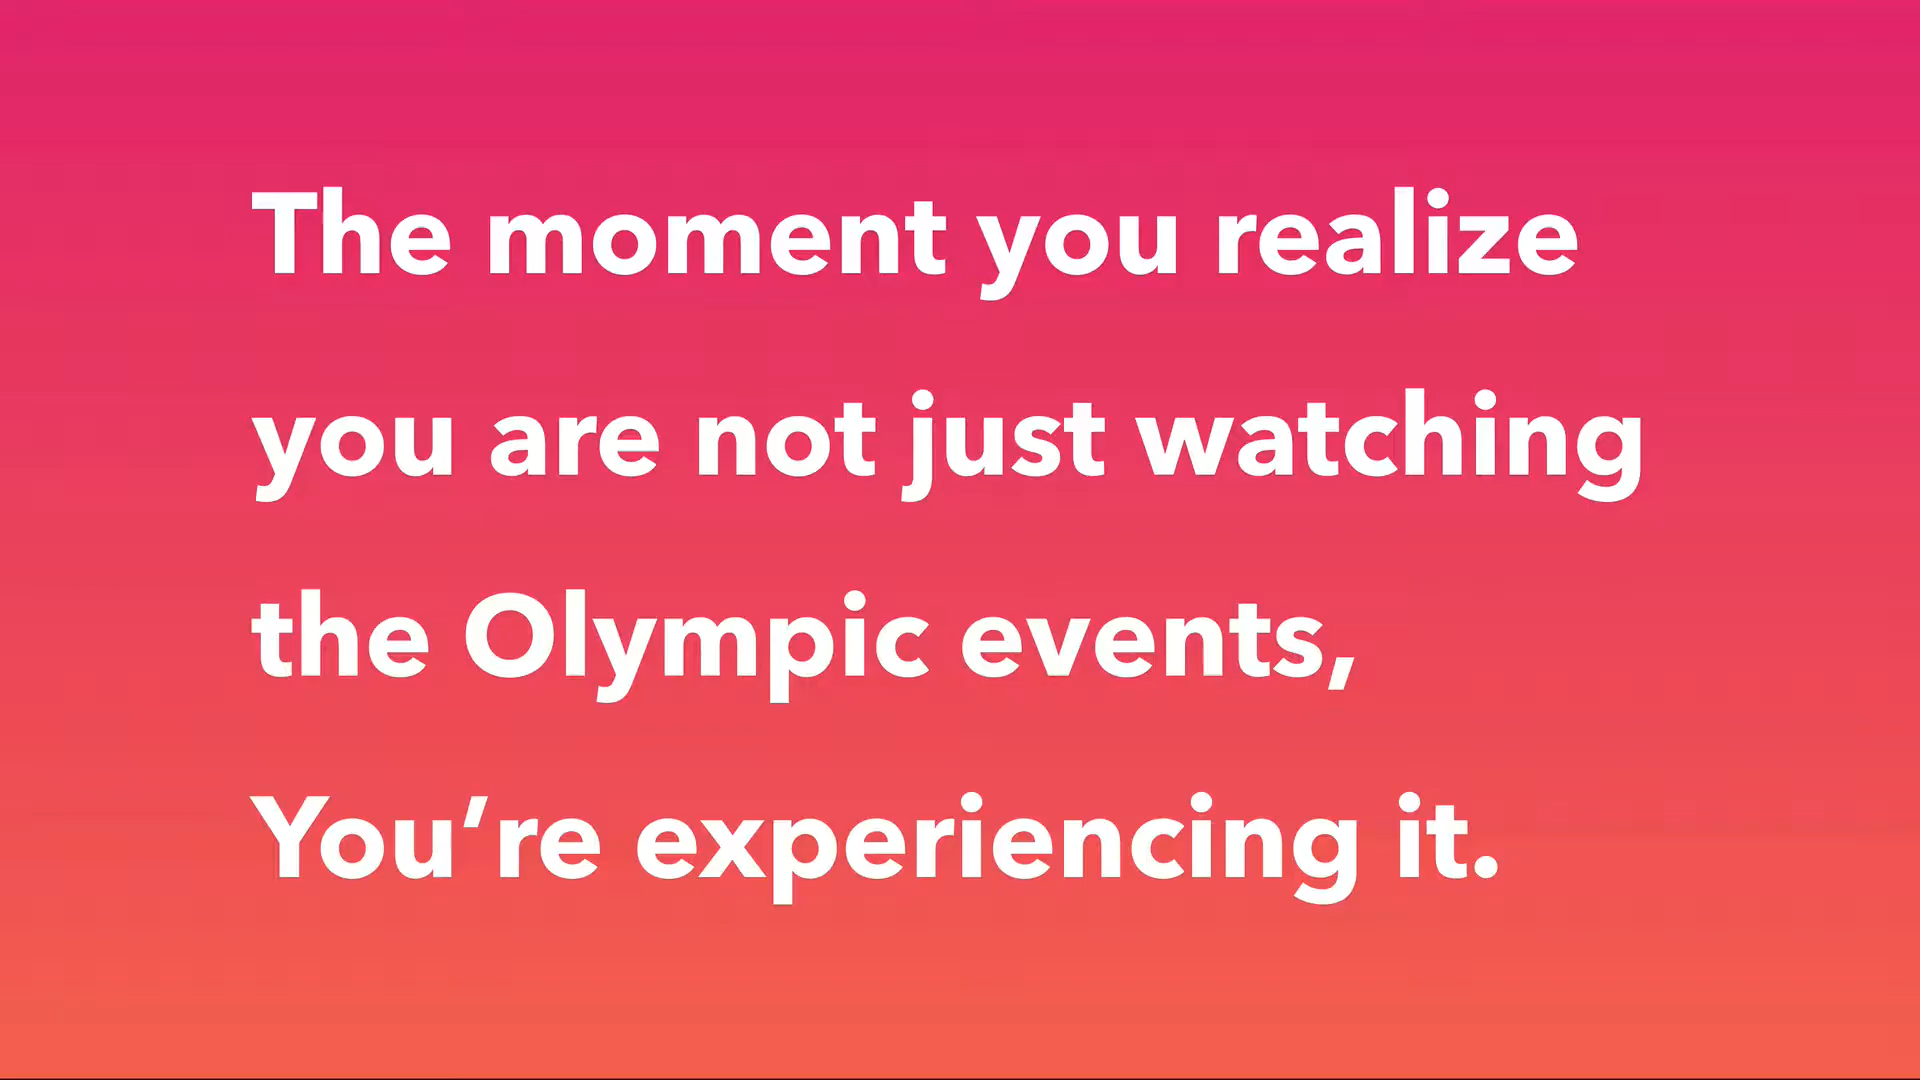 The moment you realize
you are not just watching
the Olympic events,
You’re experiencing it.